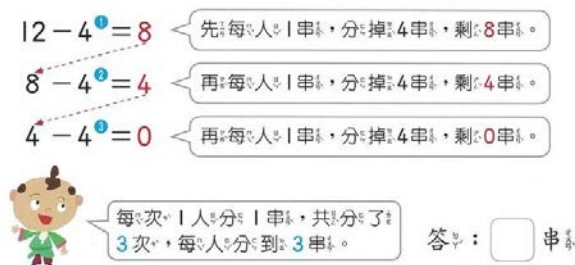 12－4❶＝8 先每人1串，分掉4串，剩8串。
8－4❷＝4 再每人1串，分掉4串，剩4串。
4－4❸＝0 再每人1串，分掉4串，剩0串。
每次1人分1串，共分了
3次，每人分到3串。
答：□串